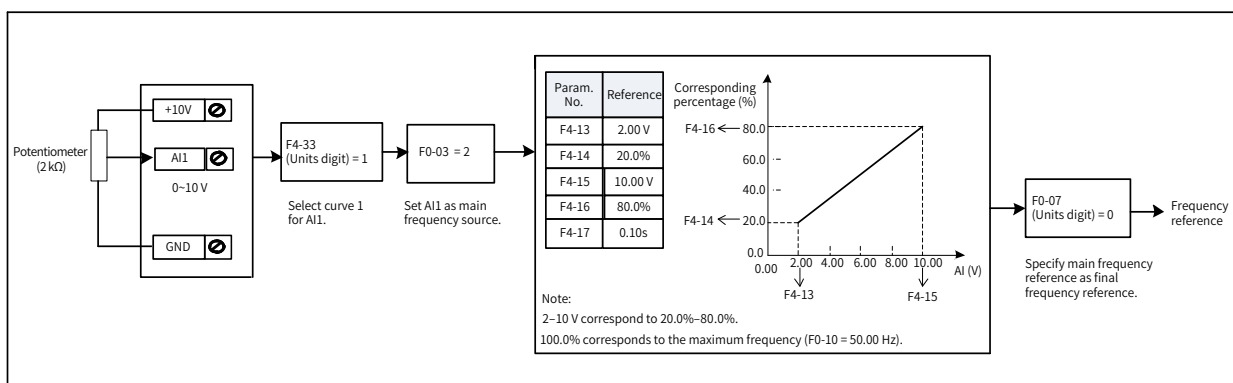 Potentiometer
(2 kΩ)
+10V
AI1
0~10 V
GND
F4-33
(Units digit) = 1
Select curve 1
for AI1.
F0-03 = 2
Set AI1 as main
frequency source.
Param.
No.
Reference
F4-13
2.00 V
F4-14
20.0%
F4-15
10.00 V
F4-16
80.0%
F4-17
0.10s
Corresponding
percentage (%)
F4-16
80.0
60.0
40.0
F4-14
20.0
0.0
0.00
2.00
4.00
6.00
8.00
10.00
AI (V)
F4-13
F4-15
Note:
2–10 V correspond to 20.0%–80.0%.
100.0% corresponds to the maximum frequency (F0-10 = 50.00 Hz).
F0-07
(Units digit) = 0
Specify main frequency
reference as final
frequency reference.
Frequency
reference